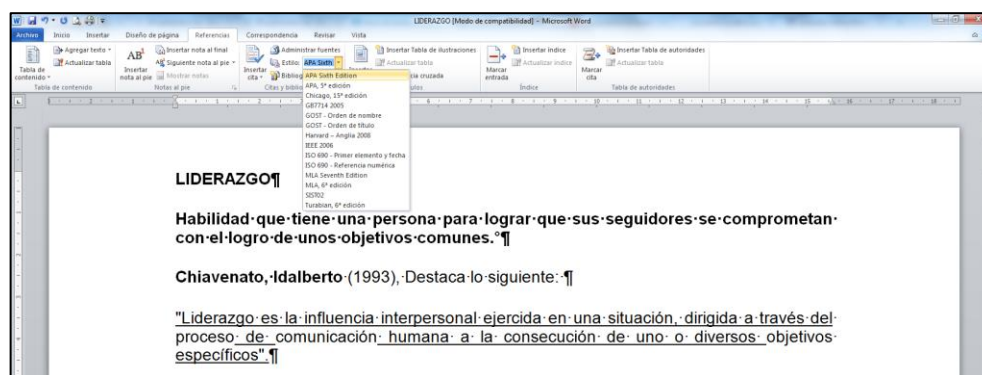 LIDERAZGO [Modo de compatibilidad] - Microsoft Word
Archivo Inicio Insertar Diseño de página Referencias Correspondencia Revisar Vista
Agregar texto Insertar nota al final Administrar fuentes Insertar Tabla de ilustraciones Insertar índice Insertar Tabla de autoridades
Actualizar tabla Siguiente nota al pie Estilo: APA Sixth Actualizar tabla Actualizar índice Actualizar tabla
Tabla de contenido AB Insertar nota al pie Mostrar notas Insertar cita cruzada Marcar entrada Marcar cita
Tabla de contenido Notas al pie Citas y Índice Tabla de autoridades
APA Sixth Edition
APA, 5ª edición
Chicago, 15ª edición
GB7714 2005
GOST - Orden de nombre
GOST - Orden de título
Harvard – Anglia 2008
IEEE 2006
ISO 690 - Primer elemento y fecha
ISO 690 - Referencia numérica
MLA Seventh Edition
MLA, 6ª edición
SIST02
Turabian, 6ª edición
LIDERAZGO¶
Habilidad·que·tiene·una·persona·para·lograr·que·sus·seguidores·se·comprometan·
con·el·logro·de·unos·objetivos·comunes.°¶
Chiavenato,·Idalberto·(1993),·Destaca·lo·siguiente:·¶
"Liderazgo·es·la·influencia·interpersonal·ejercida·en·una·situación,·dirigida·a·través·del·
proceso·de·comunicación·humana·a·la·consecución·de·uno·o·diversos·objetivos·
específicos".¶